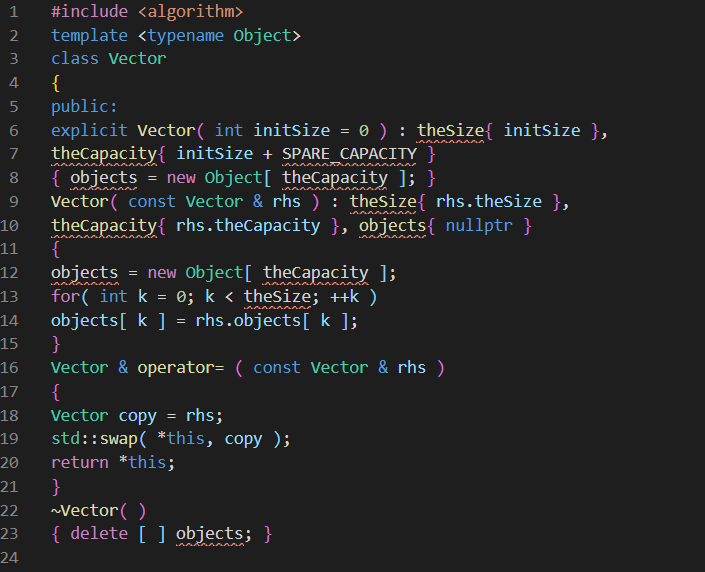 1 #include <algorithm>
2 template <typename Object>
3 class Vector
4 {
5 public:
6 explicit Vector( int initSize = 0 ) : theSize{ initSize },
7 theCapacity{ initSize + SPARE_CAPACITY }
8 { objects = new Object[ theCapacity ]; }
9 Vector( const Vector & rhs ) : theSize{ rhs.theSize },
10 theCapacity{ rhs.theCapacity }, objects{ nullptr }
11 {
12 objects = new Object[ theCapacity ];
13 for( int k = 0; k < theSize; ++k )
14 objects[ k ] = rhs.objects[ k ];
15 }
16 Vector & operator= ( const Vector & rhs )
17 {
18 Vector copy = rhs;
19 std::swap( *this, copy );
20 return *this;
21 }
22 ~Vector( )
23 { delete [ ] objects; }
24